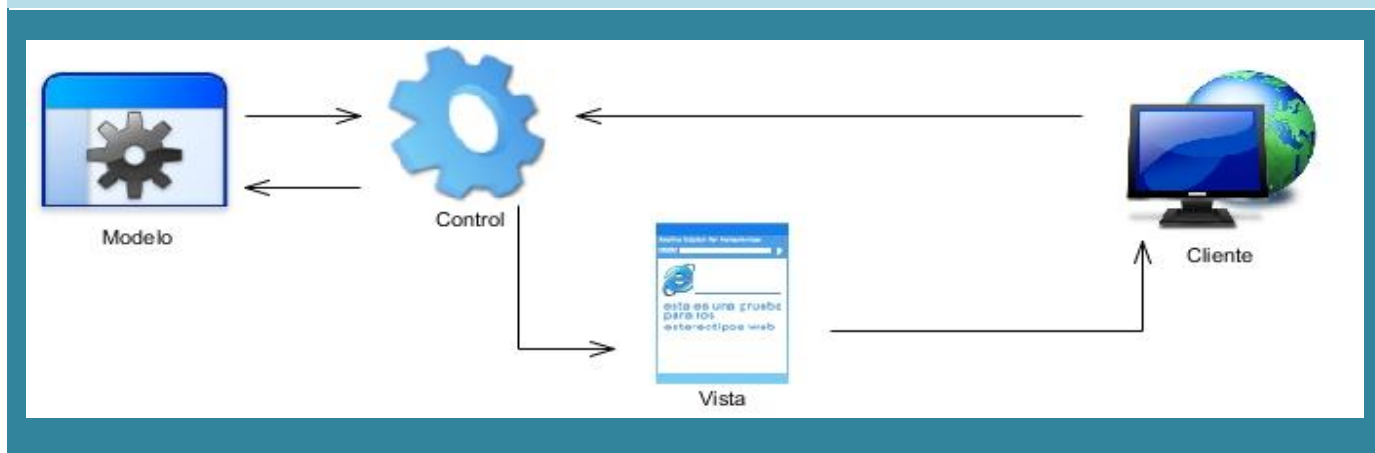 Modelo
Control
Cliente
esta es una prueba
para los
estereotipos web
Vista